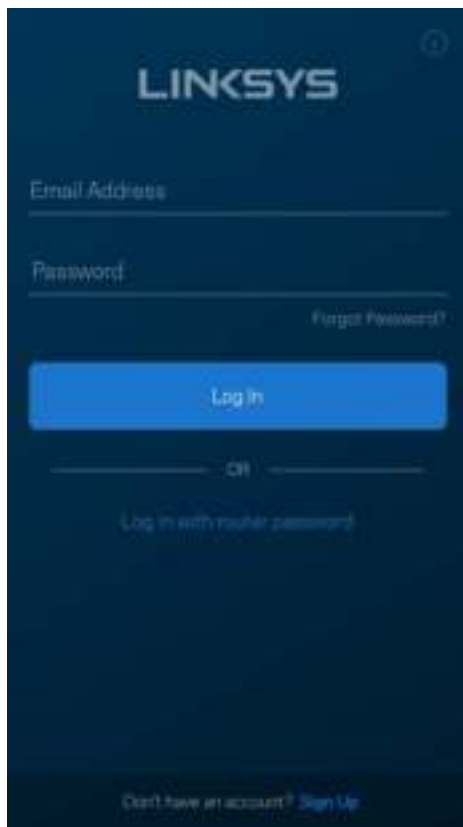 LINKSYS
Email Address
Password
Forgot Password?
Log In
OR
Log in with router password
Don't have an account? Sign Up